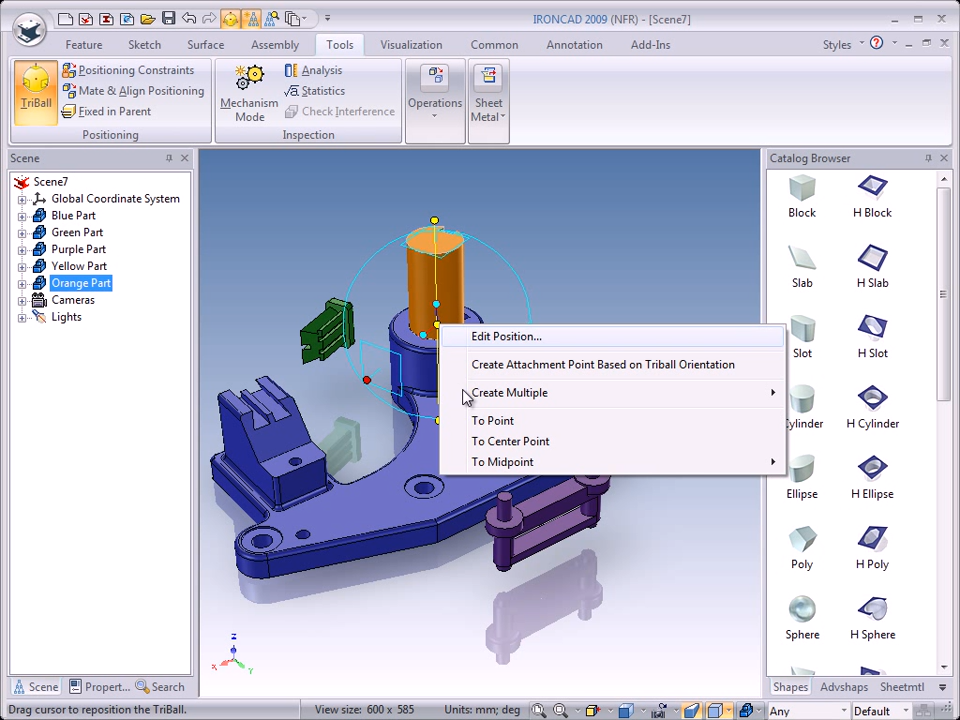 IRONCAD 2009 (NFR) - [Scene7]
Feature Sketch Surface Assembly Tools Visualization Common Annotation Add-Ins Styles
TriBall
Positioning Constraints
Mate & Align Positioning
Fixed in Parent
Positioning
Mechanism Mode
Analysis
Statistics
Check Interference
Inspection
Operations
Sheet Metal
Scene
Scene7
Global Coordinate System
Blue Part
Green Part
Purple Part
Yellow Part
Orange Part
Cameras
Lights
Edit Position...
Create Attachment Point Based on Triball Orientation
Create Multiple
To Point
To Center Point
To Midpoint
Z
X
Y
Catalog Browser
Block H Block
Slab H Slab
Slot H Slot
Cylinder H Cylinder
Ellipse H Ellipse
Poly H Poly
Sphere H Sphere
Scene Propert... Search
Shapes Advshaps Sheetmtl
Drag cursor to reposition the TriBall. View size: 600 x 585 Units: mm; deg Any Default